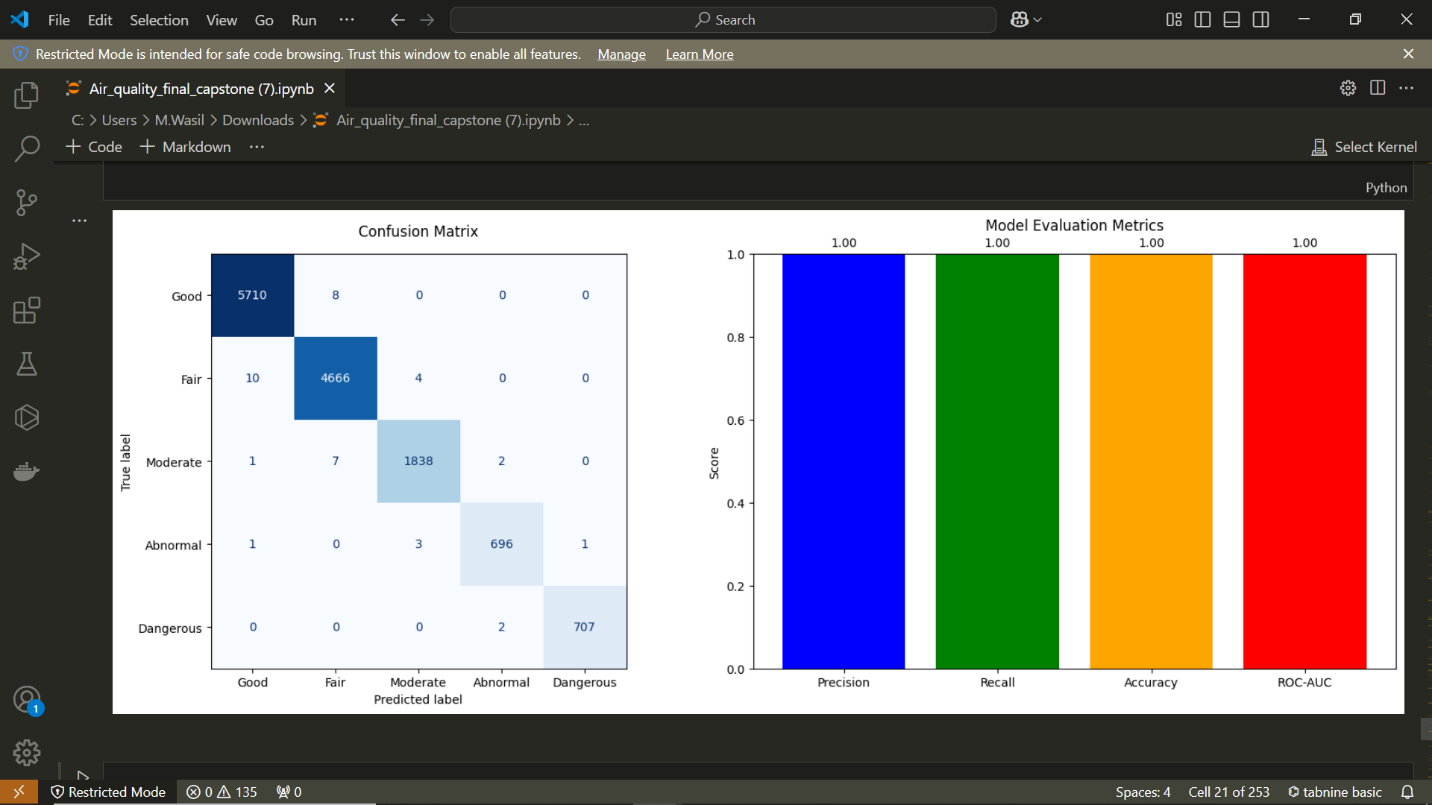 File Edit Selection View Go Run ··· Search
Restricted Mode is intended for safe code browsing. Trust this window to enable all features. Manage Learn More
Air_quality_final_capstone (7).ipynb
C: > Users > M.Wasil > Downloads > Air_quality_final_capstone (7).ipynb > ...
+ Code + Markdown ··· Select Kernel
Python
...
Confusion Matrix
Good 5710 8 0 0 0
Fair 10 4666 4 0 0
Moderate 1 7 1838 2 0
Abnormal 1 0 3 696 1
Dangerous 0 0 0 2 707
True label
Good Fair Moderate Abnormal Dangerous
Predicted label
Model Evaluation Metrics
1.00 1.00 1.00 1.00
1.0
0.8
0.6
0.4
0.2
0.0
Score
Precision Recall Accuracy ROC-AUC
1
Restricted Mode 0 135 0 Spaces: 4 Cell 21 of 253 tabnine basic